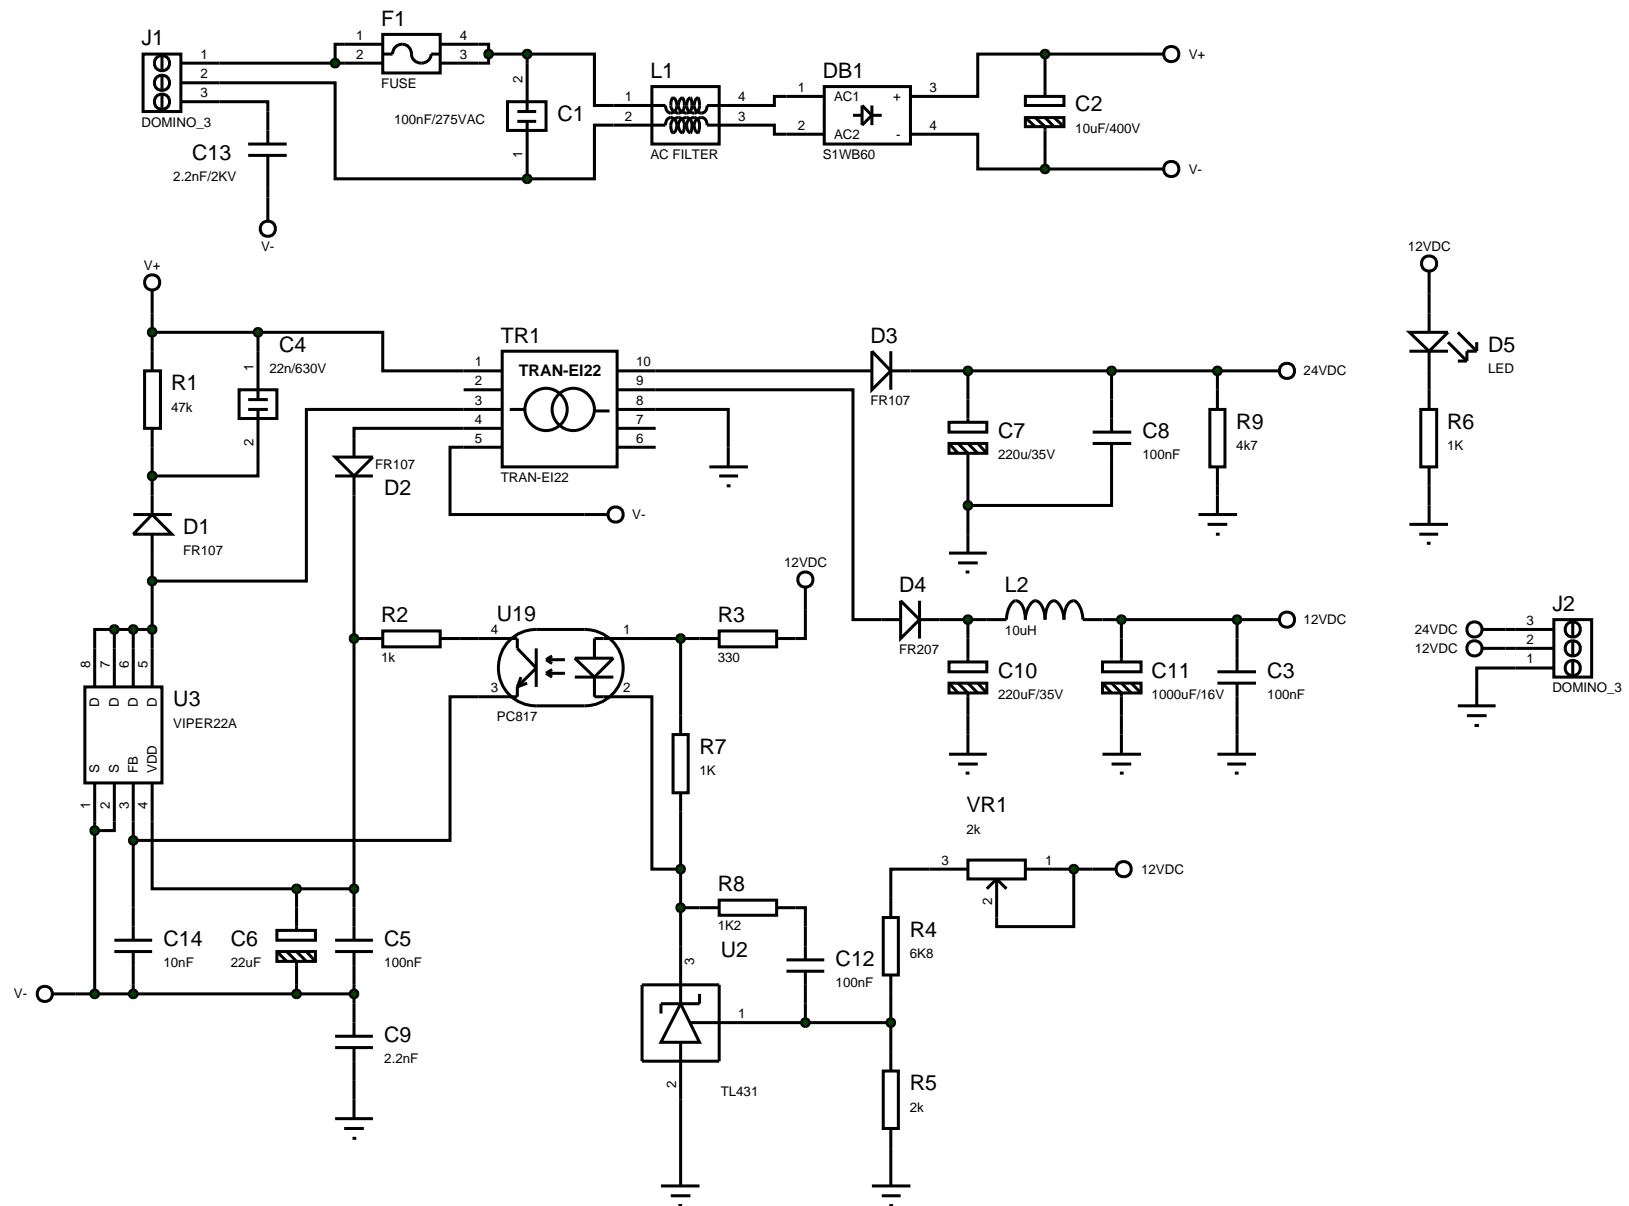 F1
J1
1
4
1
2
3
2
2
3
FUSE
DOMINO_3
C13
2.2nF/2KV
V-
2
100nF/275VAC
C1
1
L1
1
4
2
3
AC FILTER
DB1
1
AC1
+
3
2
AC2
-
4
S1WB60
C2
10uF/400V
V+
V-
V+
C4
22n/630V
1
2
R1
47k
D1
FR107
TR1
TRAN-EI22
1
10
2
9
3
8
4
7
5
6
TRAN-EI22
V-
FR107
D2
D3
FR107
24VDC
C7
220u/35V
C8
100nF
R9
4k7
12VDC
D5
LED
R6
1K
12VDC
R2
1k
U19
4
1
3
2
PC817
R3
330
D4
FR207
L2
10uH
12VDC
C10
220uF/35V
C11
1000uF/16V
C3
100nF
J2
24VDC
3
12VDC
2
1
DOMINO_3
8
7
6
5
D
D
D
D
U3
VIPER22A
S
S
FB
VDD
1
2
3
4
R7
1K
VR1
2k
3
1
2
12VDC
R8
1K2
U2
C14
10nF
C6
22uF
C5
100nF
V-
C9
2.2nF
3
C12
100nF
R4
6K8
1
2
TL431
R5
2k